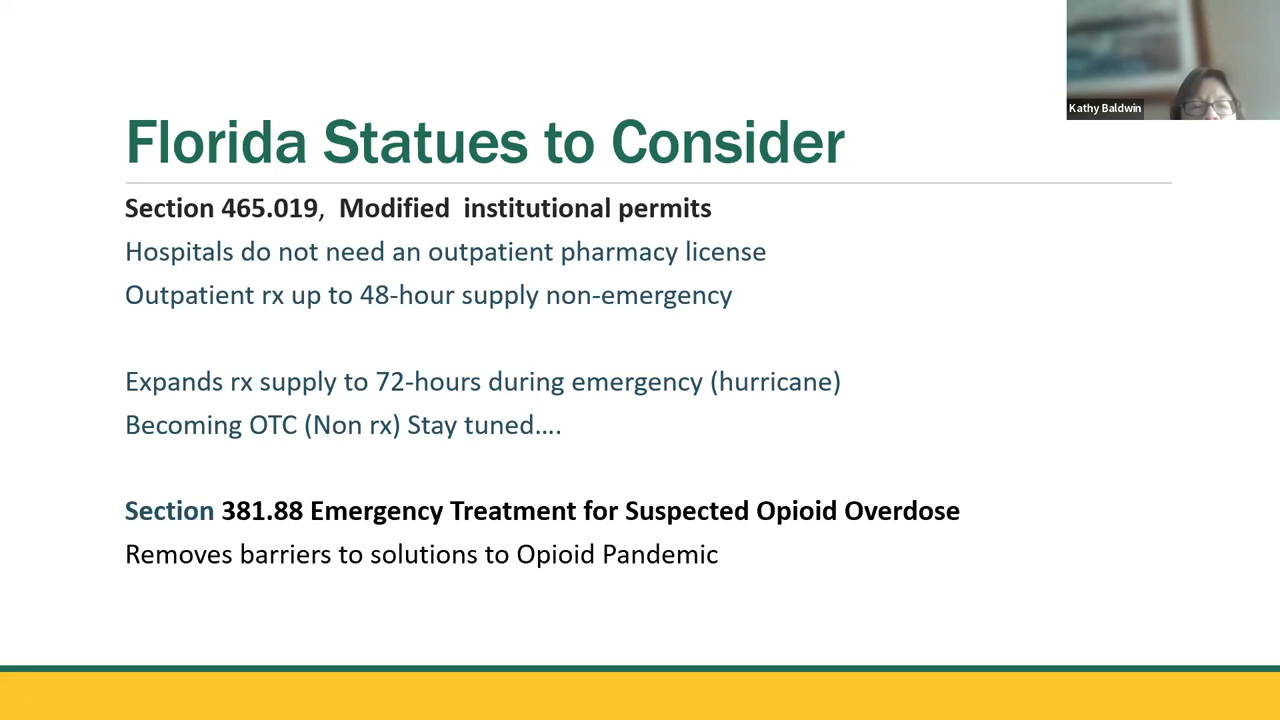 Kathy Baldwin
Florida Statues to Consider
Section 465.019, Modified institutional permits
Hospitals do not need an outpatient pharmacy license
Outpatient rx up to 48-hour supply non-emergency
Expands rx supply to 72-hours during emergency (hurricane)
Becoming OTC (Non rx) Stay tuned....
Section 381.88 Emergency Treatment for Suspected Opioid Overdose
Removes barriers to solutions to Opioid Pandemic